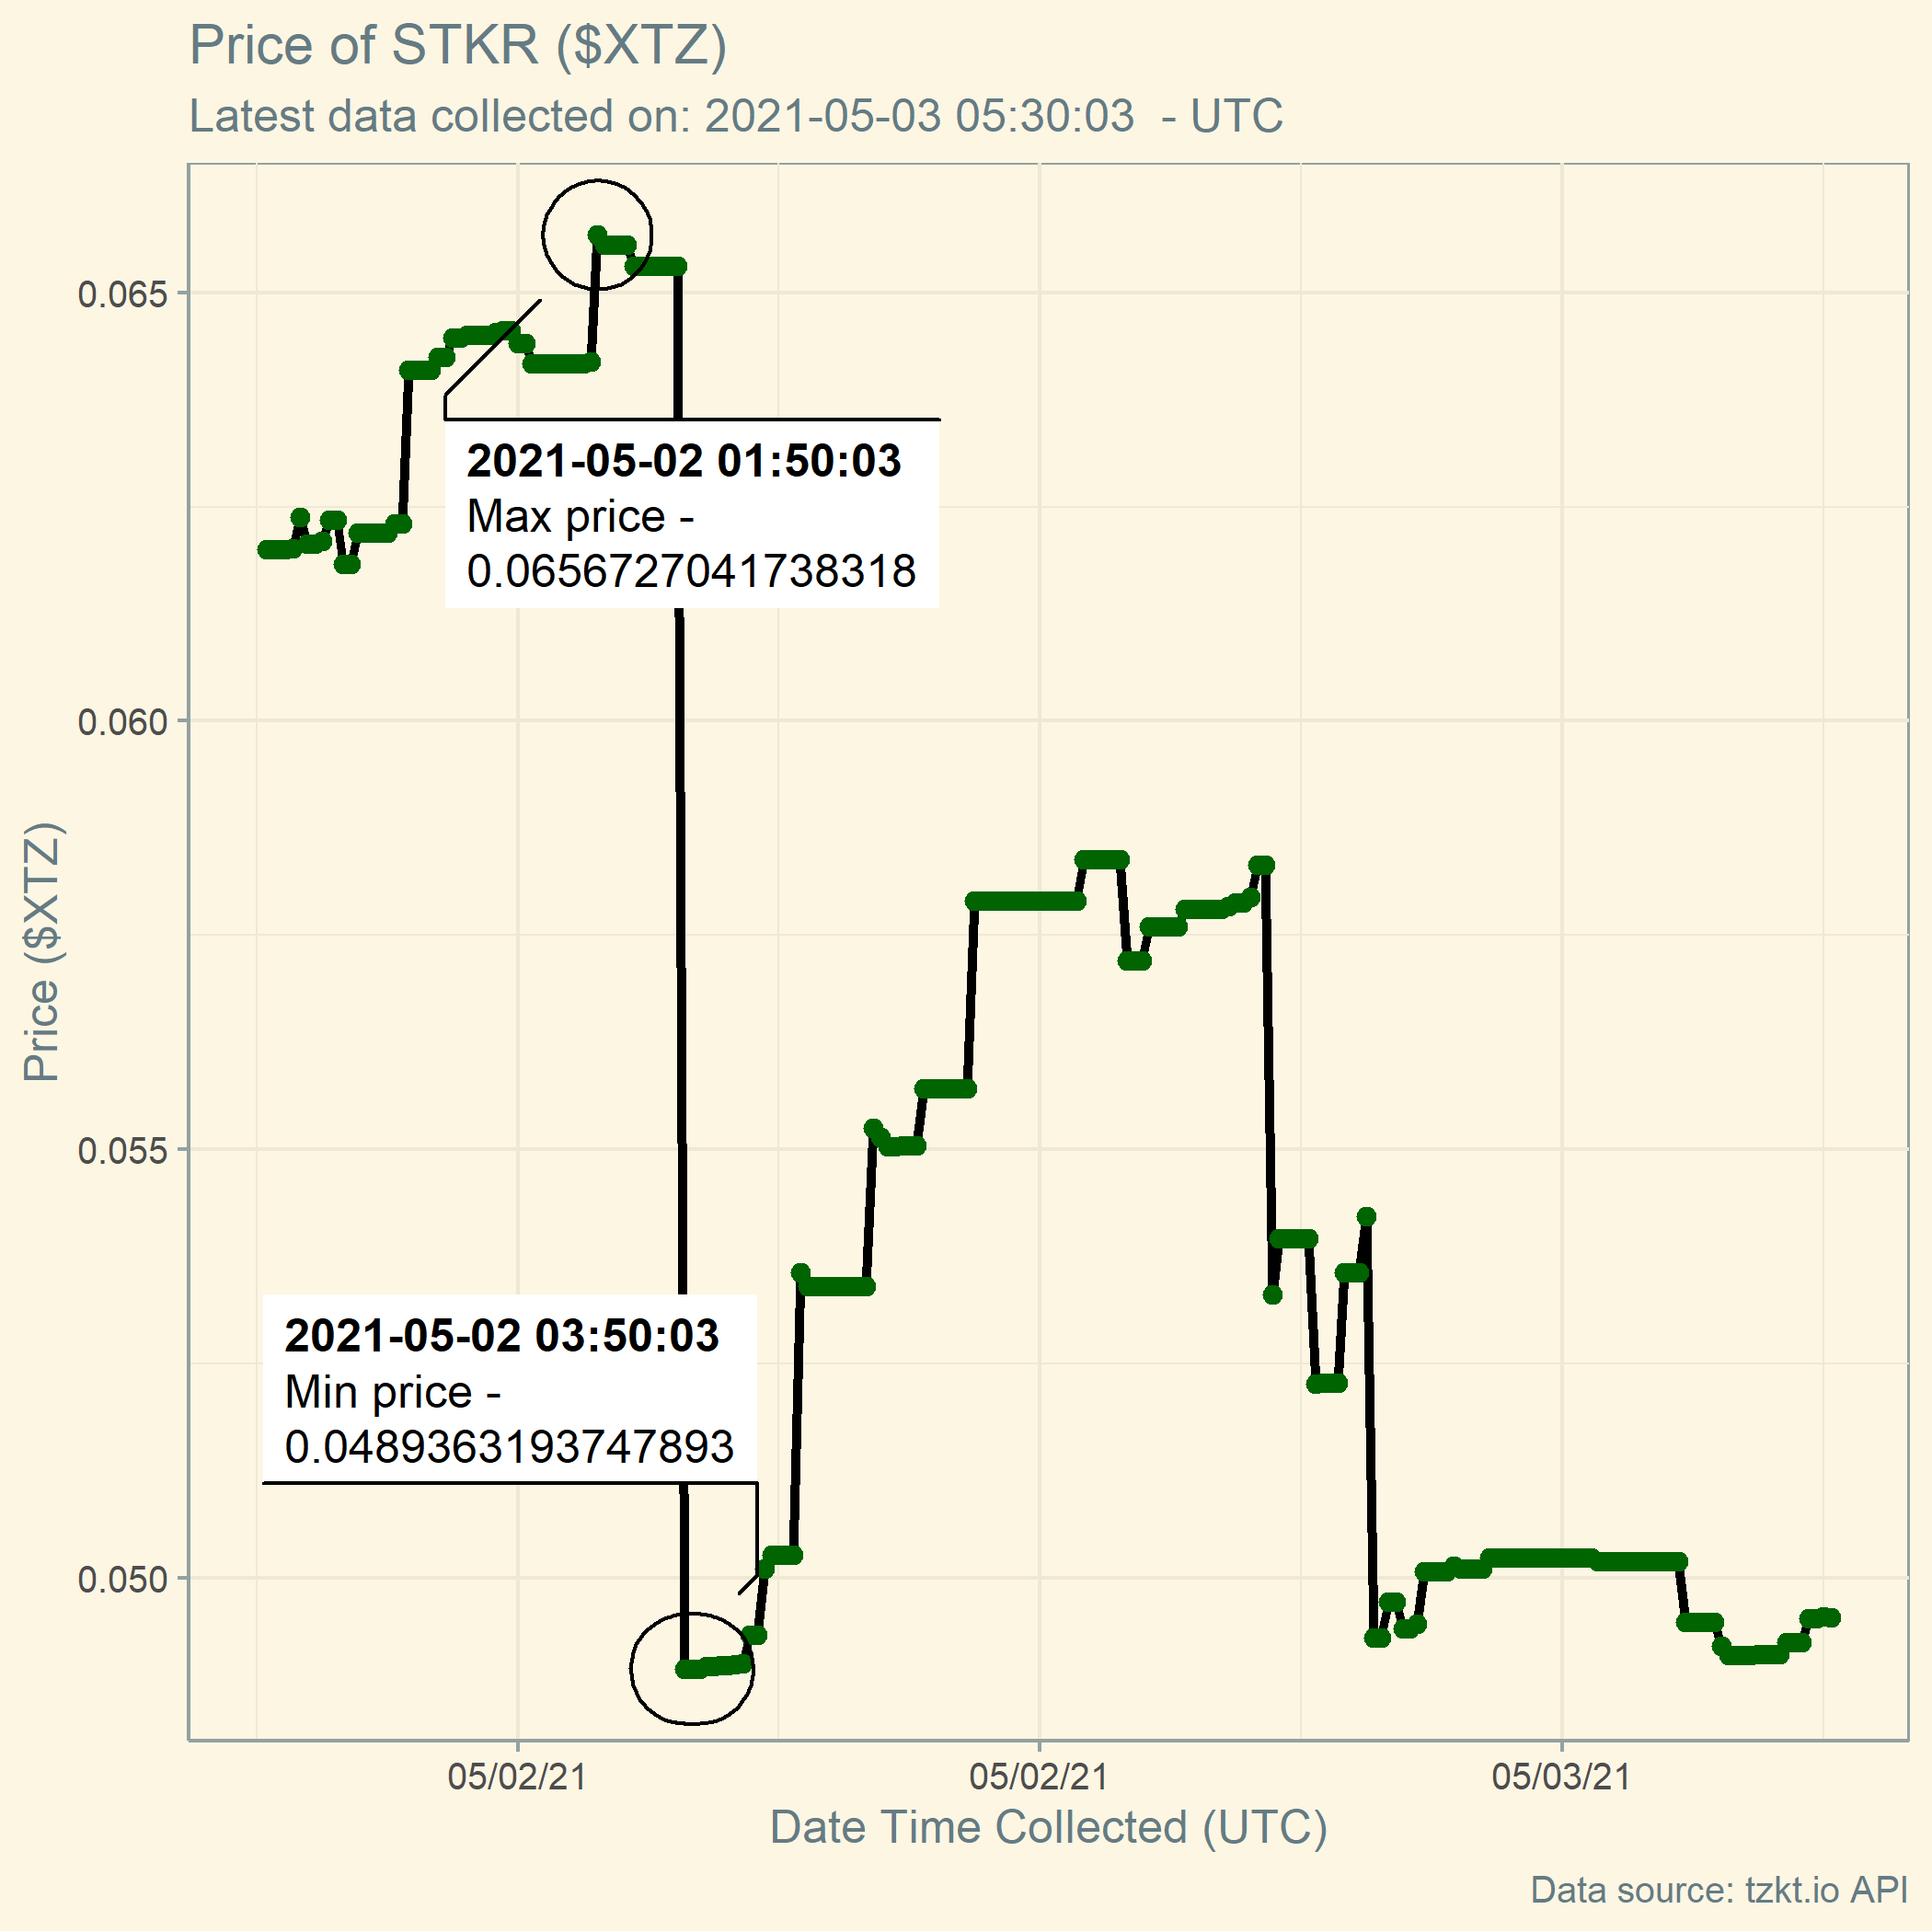 Price of STKR ($XTZ)
Latest data collected on: 2021-05-03 05:30:03  - UTC
0.065
2021-05-02 01:50:03
Max price -
0.0656727041738318
0.060
Price ($XTZ)
0.055
2021-05-02 03:50:03
Min price -
0.0489363193747893
0.050
05/02/21
05/02/21
05/03/21
Date Time Collected (UTC)
Data source: tzkt.io API